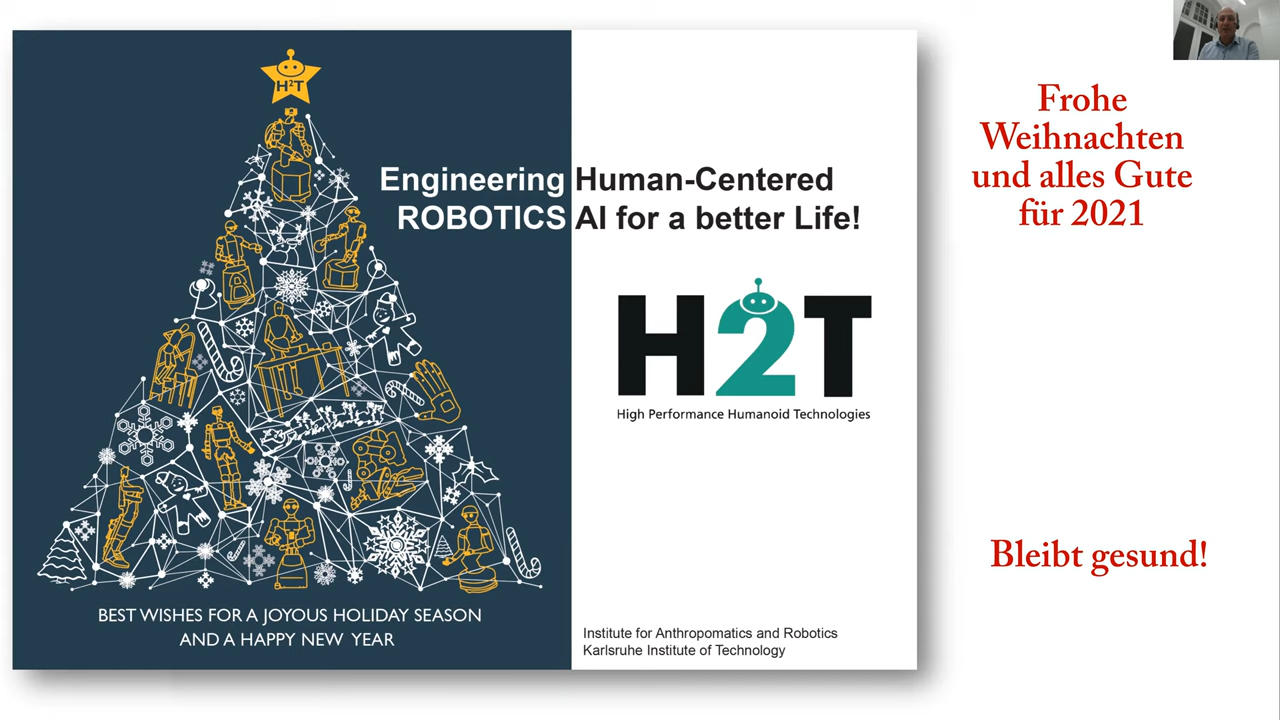 H2T
Engineering Human-Centered
ROBOTICS AI for a better Life!
H2T
High Performance Humanoid Technologies
BEST WISHES FOR A JOYOUS HOLIDAY SEASON
AND A HAPPY NEW YEAR
Institute for Anthropomatics and Robotics
Karlsruhe Institute of Technology
Frohe
Weihnachten
und alles Gute
für 2021
Bleibt gesund!